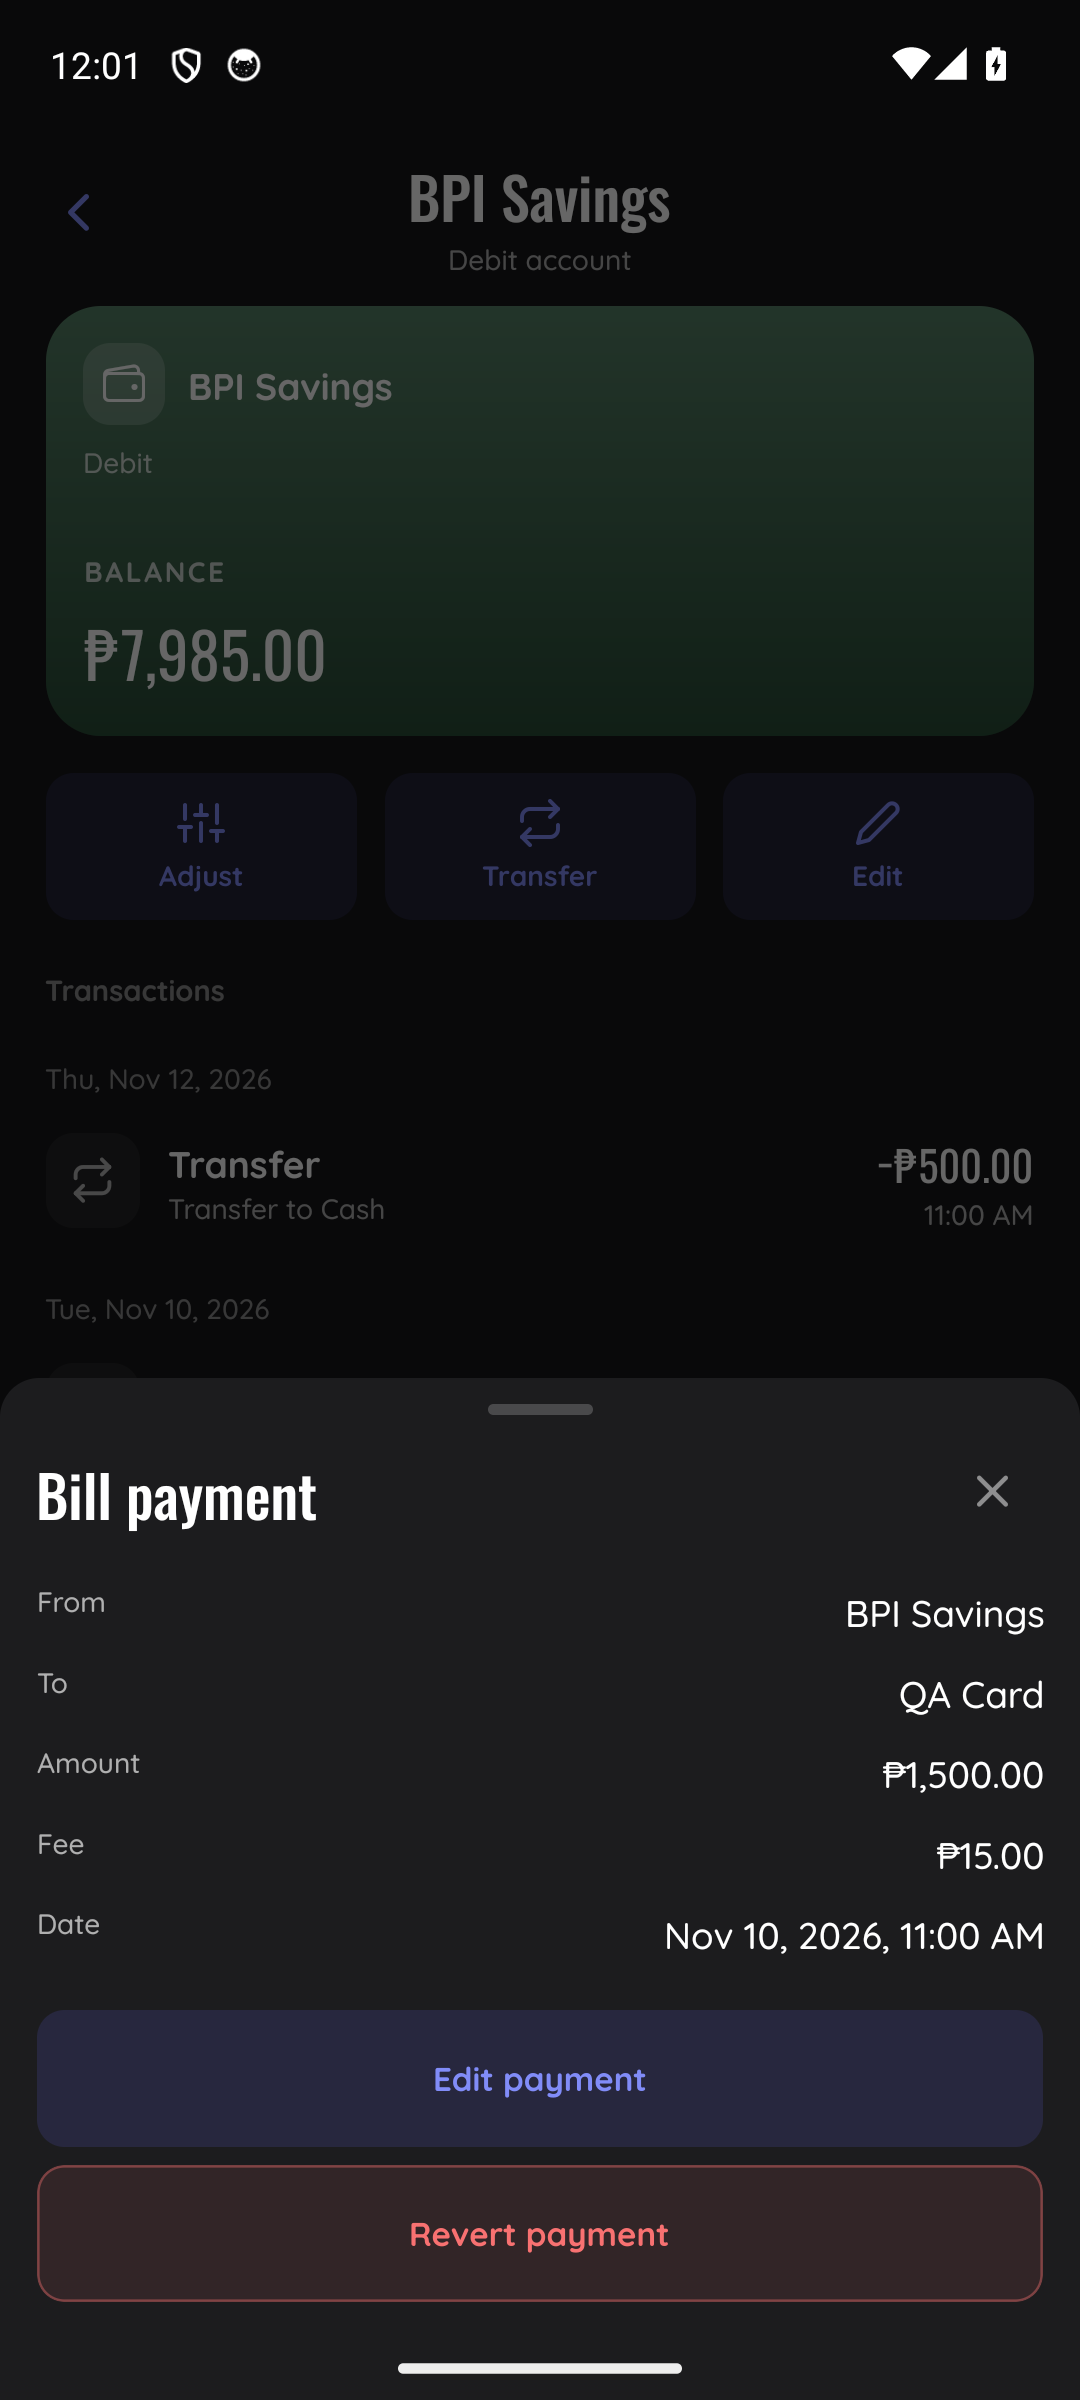 12:01
BPI Savings
Debit account
BPI Savings
Debit
BALANCE
₱7,985.00
Adjust
Transfer
Edit
Transactions
Thu, Nov 12, 2026
Transfer
-₱500.00
Transfer to Cash
11:00 AM
Tue, Nov 10, 2026
Bill payment
From
BPI Savings
To
QA Card
Amount
₱1,500.00
Fee
₱15.00
Date
Nov 10, 2026, 11:00 AM
Edit payment
Revert payment